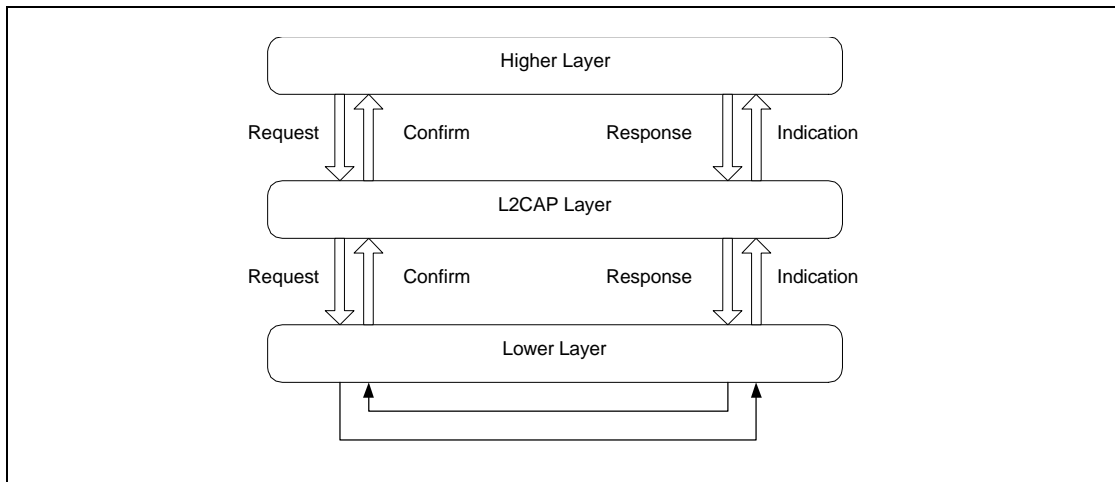 Higher Layer
Request Confirm Response Indication
L2CAP Layer
Request Confirm Response Indication
Lower Layer